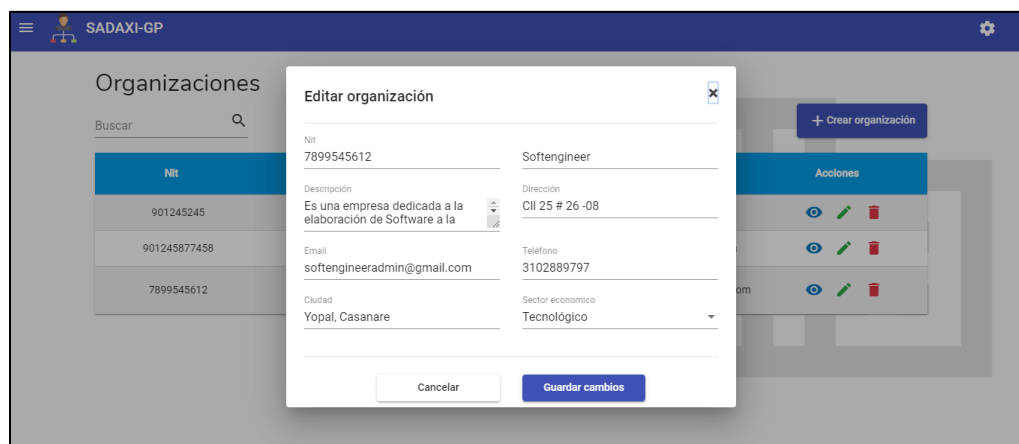 SADAXI-GP
Organizaciones
Buscar
+ Crear organización
Nit
Acciones
901245245
901245877458
7899545612
om
Editar organización
Nit
7899545612
Softengineer
Descripción
Es una empresa dedicada a la
elaboración de Software a la
Dirección
Cll 25 # 26 -08
Email
softengineeradmin@gmail.com
Teléfono
3102889797
Ciudad
Yopal, Casanare
Sector economico
Tecnológico
Cancelar
Guardar cambios